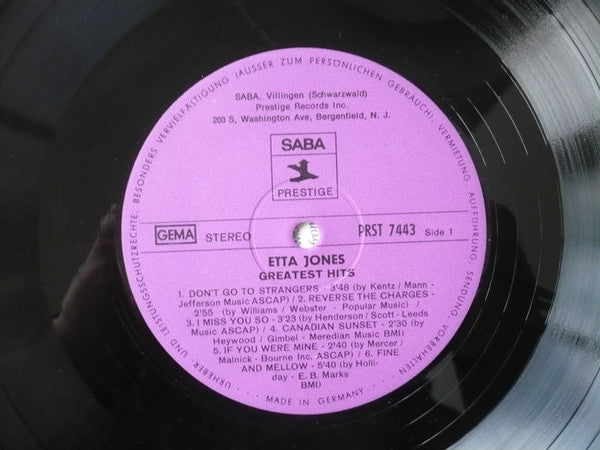 URHEBER UND LEISTUNGSSCHUTZRECHTE. BESONDERS VERVIELFÄLTIGUNG (AUSSER ZUM PERSÖNLICHEN GEBRAUCH), VERMIETUNG AUFFÜHRUNG, SENDUNG VORBEHALTEN
SABA, Villingen (Schwarzwald)
Prestige Records Inc.
203 S, Washington Ave, Bergenfield, N. J.
SABA
PRESTIGE
GEMA STEREO PRST 7443 Side 1
ETTA JONES
GREATEST HITS
1. DON'T GO TO STRANGERS - 3'48 (by Kentz / Mann -
Jefferson Music ASCAP) / 2. REVERSE THE CHARGES -
2'55 (by Williams / Webster - Popular Music) /
3. I MISS YOU SO - 3'23 (by Henderson / Scott - Leeds
Music ASCAP) / 4. CANADIAN SUNSET - 2'30 (by
Heywood / Gimbel - Meredian Music BMI)
5. IF YOU WERE MINE - 2'40 (by Mercer /
Malnick - Bourne Inc. ASCAP) / 6. FINE
AND MELLOW - 5'40 (by Holli-
day - E. B. Marks
BMI)
MADE IN GERMANY